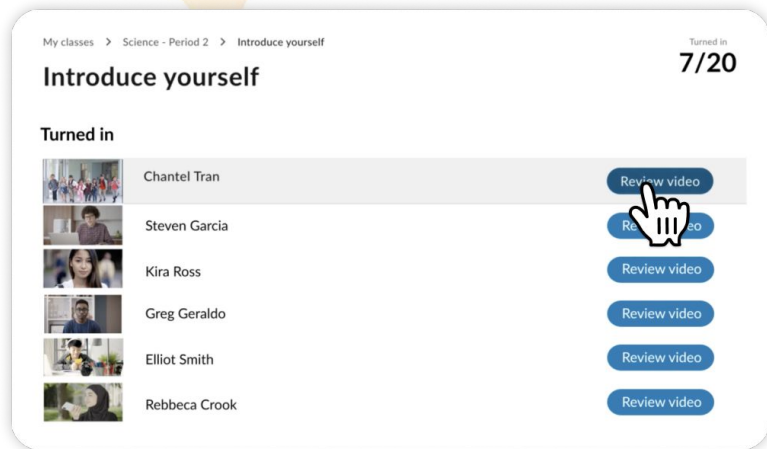 My classes > Science - Period 2 > Introduce yourself
Turned in
7/20
Introduce yourself
Turned in
Chantel Tran Review video
Steven Garcia
Kira Ross Review video
Greg Geraldo Review video
Elliot Smith Review video
Rebbeca Crook Review video